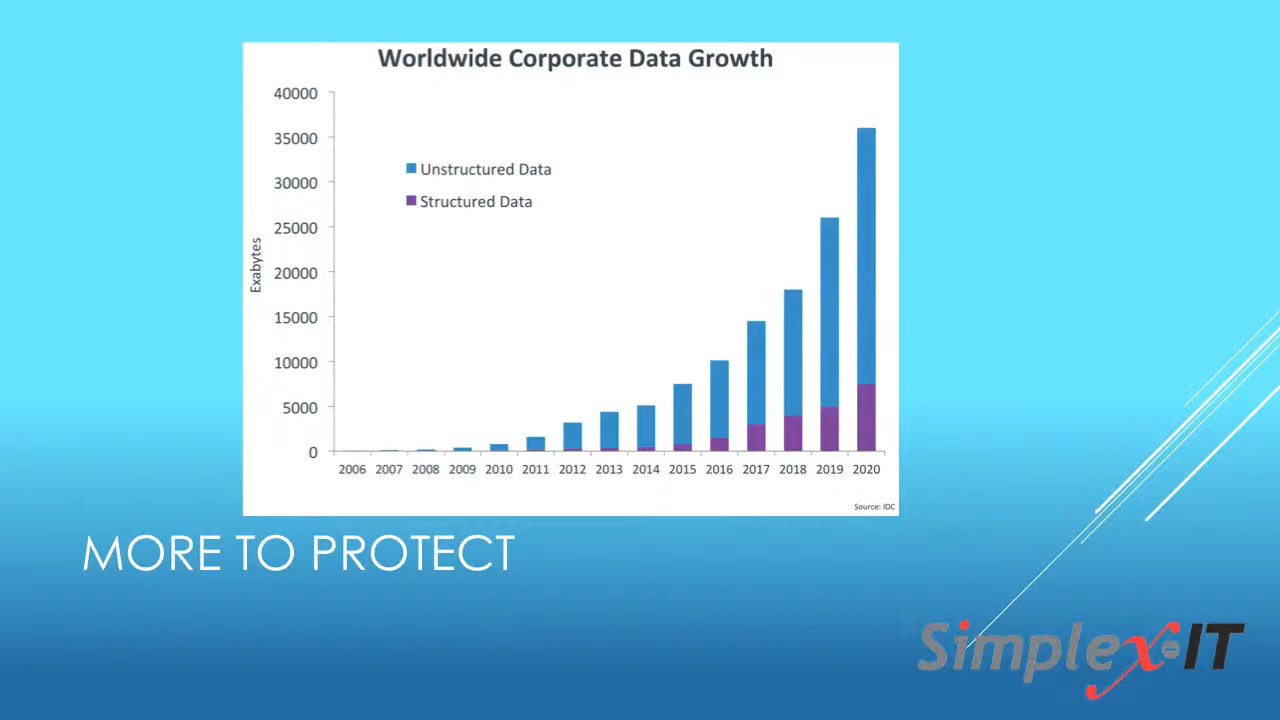 Worldwide Corporate Data Growth
40000
35000
30000
25000
20000
15000
10000
5000
0
Exabytes
Unstructured Data
Structured Data
2006 2007 2008 2009 2010 2011 2012 2013 2014 2015 2016 2017 2018 2019 2020
Source: IDC
MORE TO PROTECT
Simplex-IT